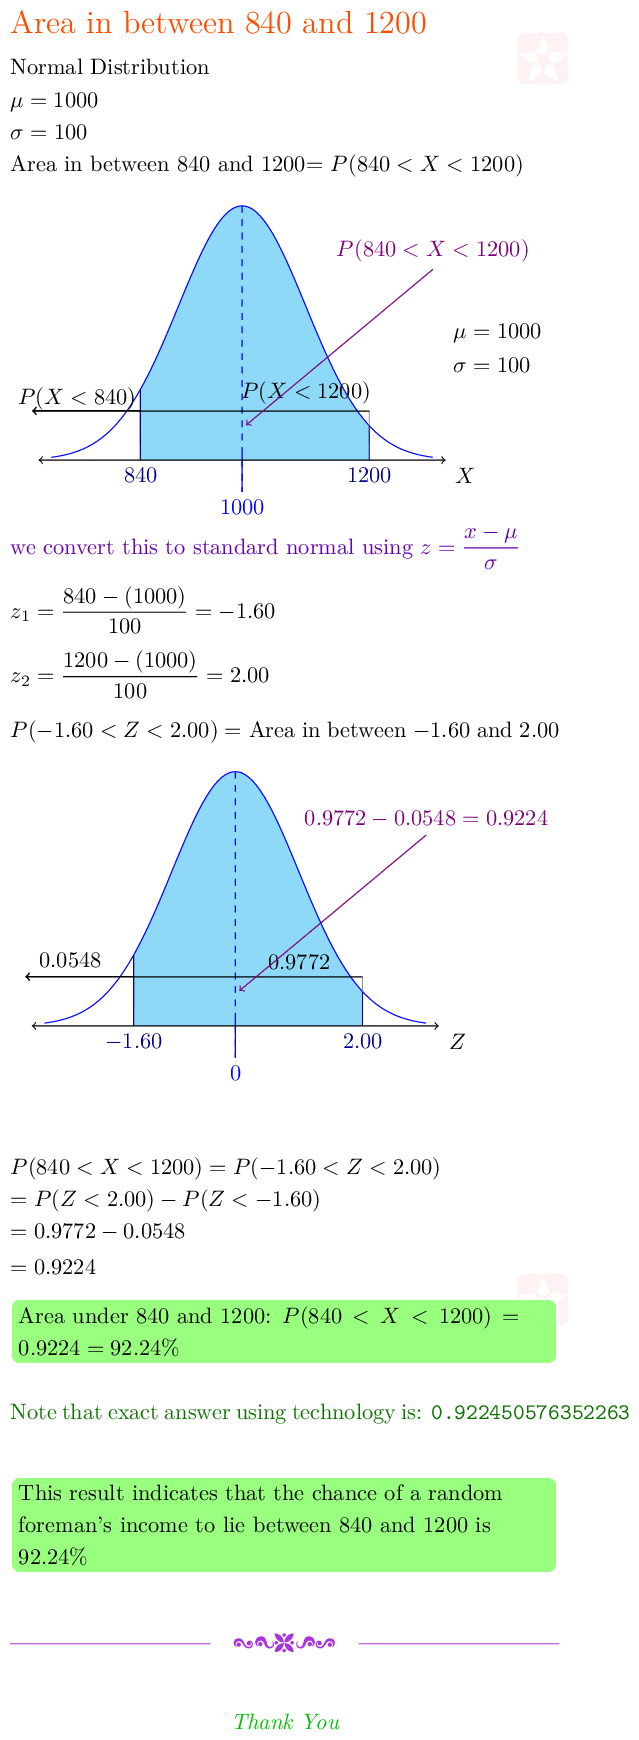 Area in between 840 and 1200
Normal Distribution
μ = 1000
σ = 100
Area in between 840 and 1200= P(840 < X < 1200)
P(840 < X < 1200)
μ = 1000
σ = 100
P(X < 840)
P(X < 1200)
840
1200
X
1000
we convert this to standard normal using z = (x − μ)/σ
z₁ = (840 − (1000))/100 = −1.60
z₂ = (1200 − (1000))/100 = 2.00
P(−1.60 < Z < 2.00) = Area in between −1.60 and 2.00
0.9772 − 0.0548 = 0.9224
0.0548
0.9772
−1.60
2.00
Z
0
P(840 < X < 1200) = P(−1.60 < Z < 2.00)
= P(Z < 2.00) − P(Z < −1.60)
= 0.9772 − 0.0548
= 0.9224
Area under 840 and 1200: P(840 < X < 1200) =
0.9224 = 92.24%
Note that exact answer using technology is: 0.922450576352263
This result indicates that the chance of a random
foreman's income to lie between 840 and 1200 is
92.24%
Thank You